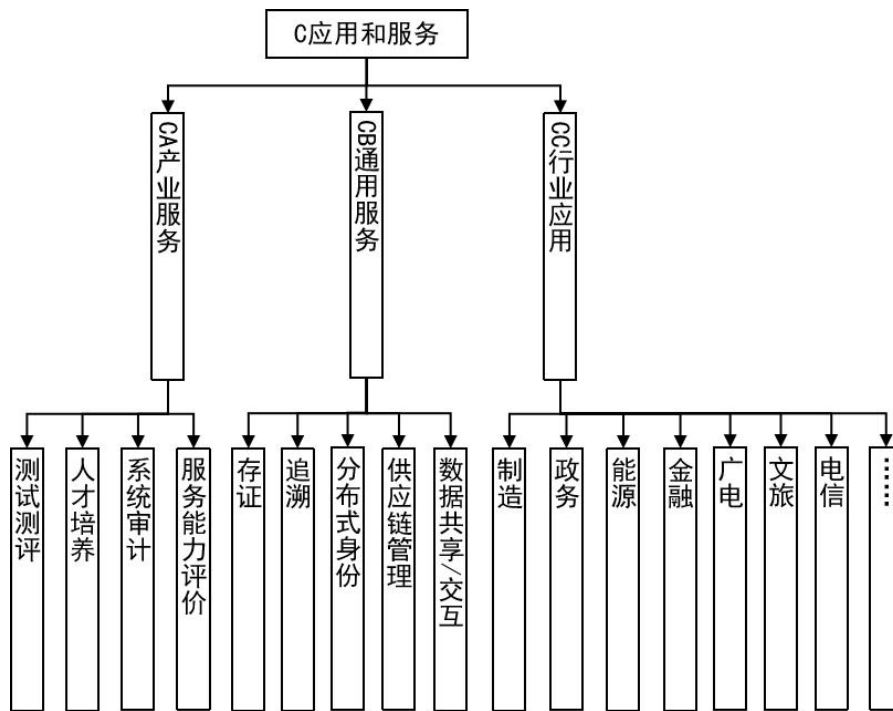 C应用和服务
CA产业服务
CB通用服务
CC行业应用
测试测评
人才培养
系统审计
服务能力评价
存证
追溯
分布式身份
供应链管理
数据共享/交互
制造
政务
能源
金融
广电
文旅
电信
……